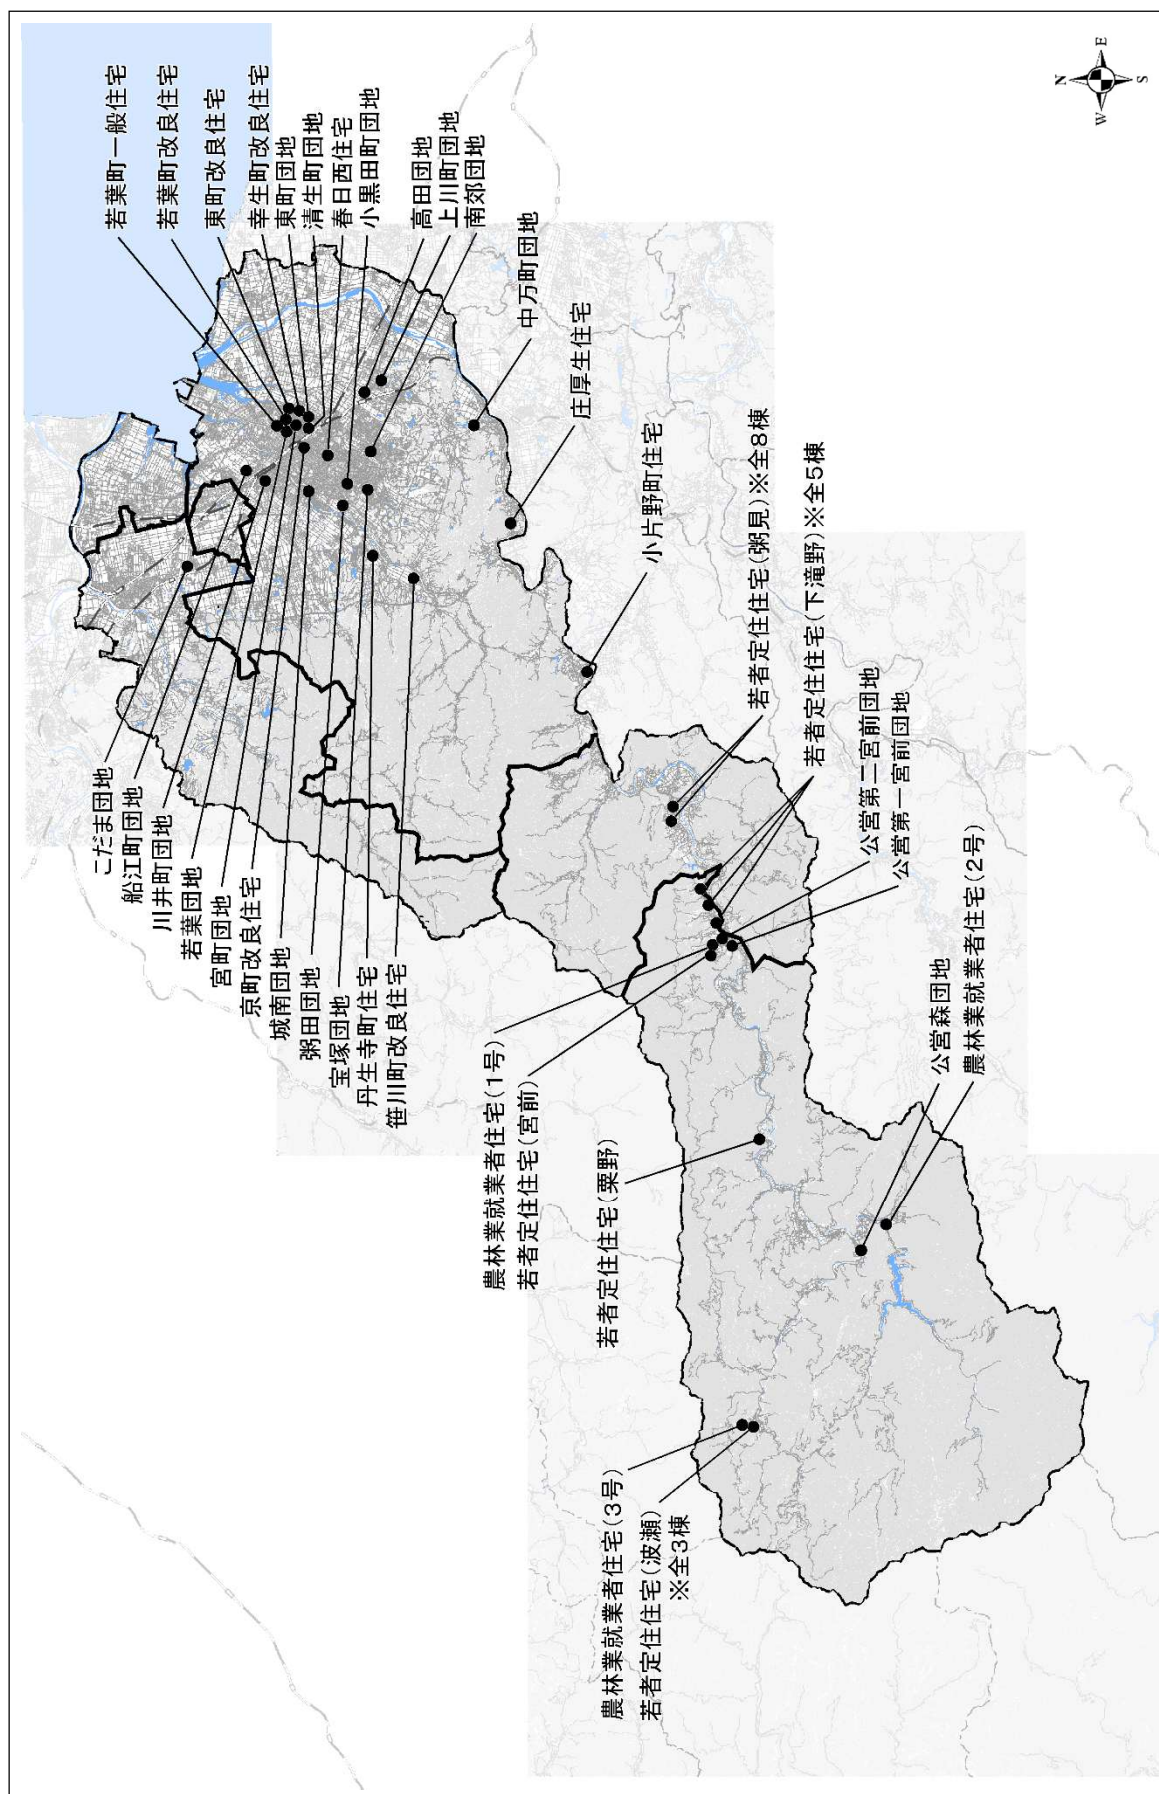 若葉町一般住宅
若葉町改良住宅
東町改良住宅
幸生町改良住宅
東町団地
清生町団地
春日西住宅
小黒田町団地
高田団地
上川町団地
南郊団地
中万町団地
庄厚生住宅
小片野町住宅
若者定住住宅(粥見)※全8棟
若者定住住宅(下滝野)※全5棟
公営第二宮前団地
公営第一宮前団地
公営森団地
農林業就業者住宅(2号)
こだま団地
船江町団地
川井町団地
若葉団地
宮町団地
京町改良住宅
城南団地
粥田団地
宝塚団地
丹生寺町住宅
笹川町改良住宅
農林業就業者住宅(1号)
若者定住住宅(宮前)
若者定住住宅(粟野)
農林業就業者住宅(3号)
若者定住住宅(波瀬)
※全3棟
N
E
S
W